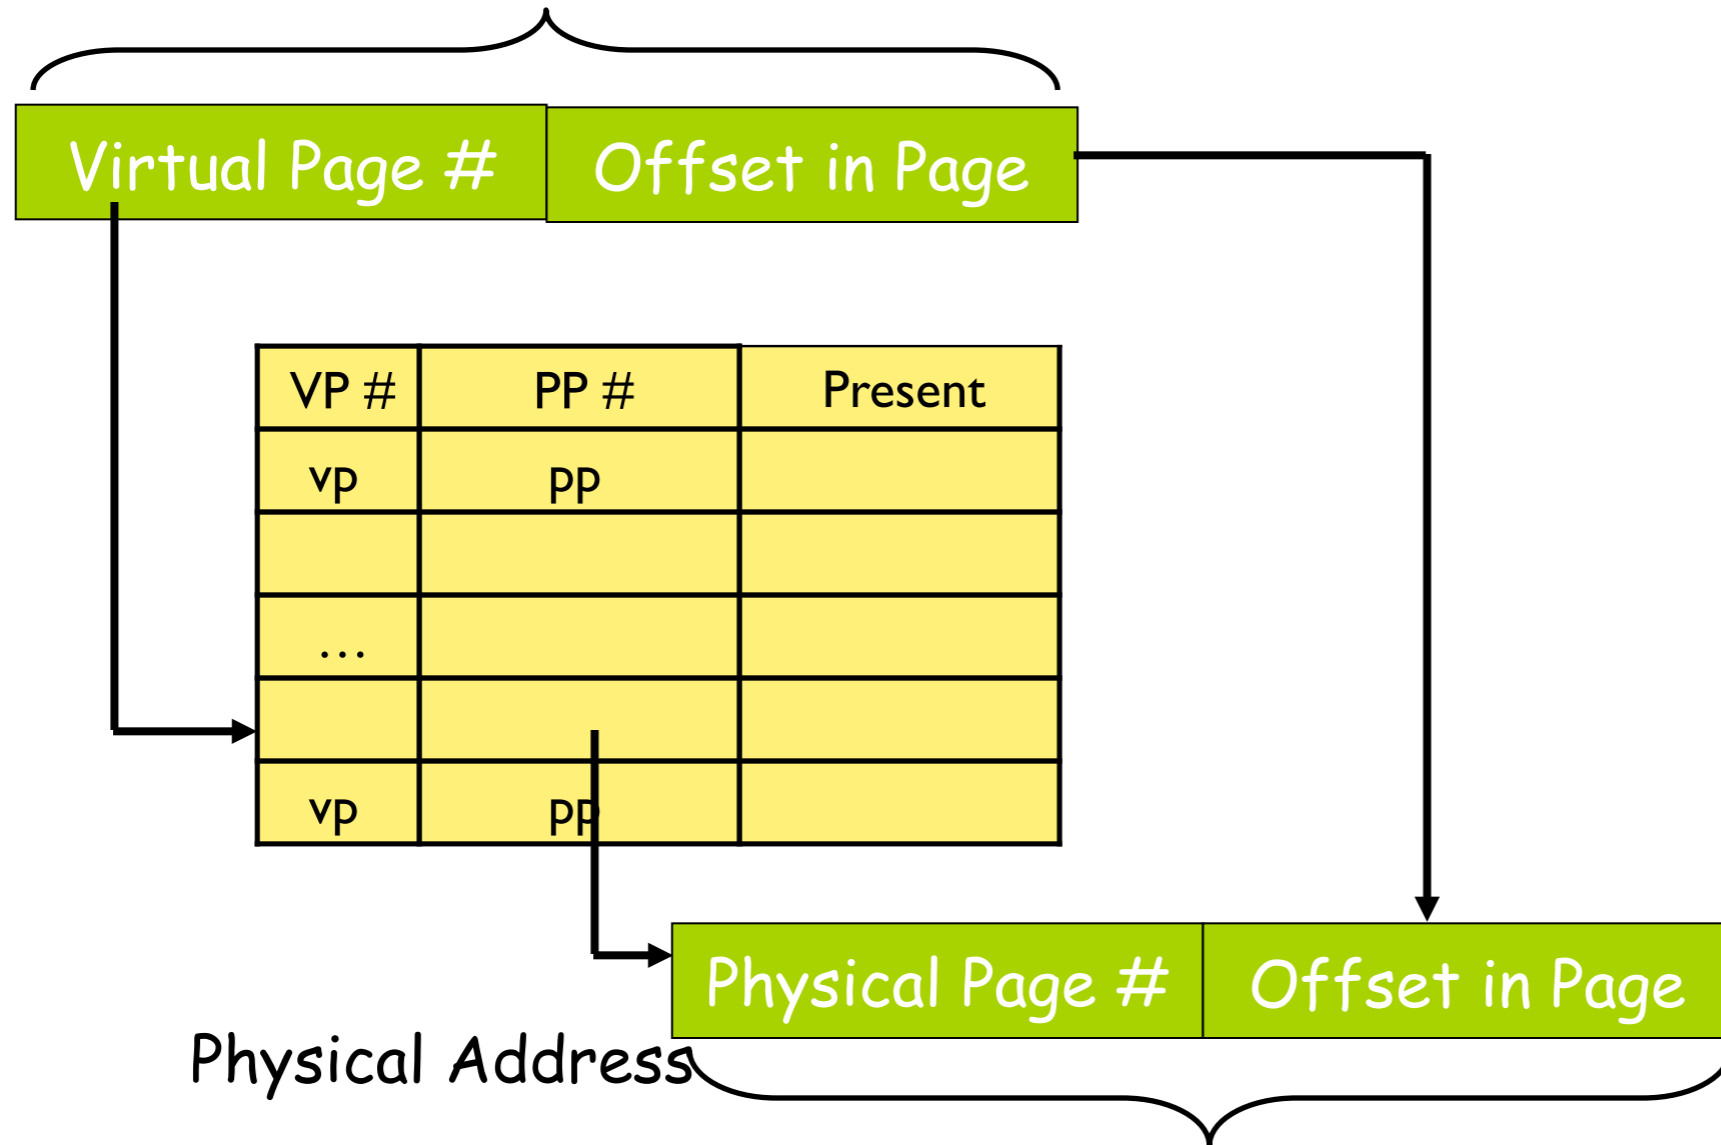 Virtual Page # Offset in Page
VP # PP # Present
vp pp
...
vp pp
Physical Page # Offset in Page
Physical Address